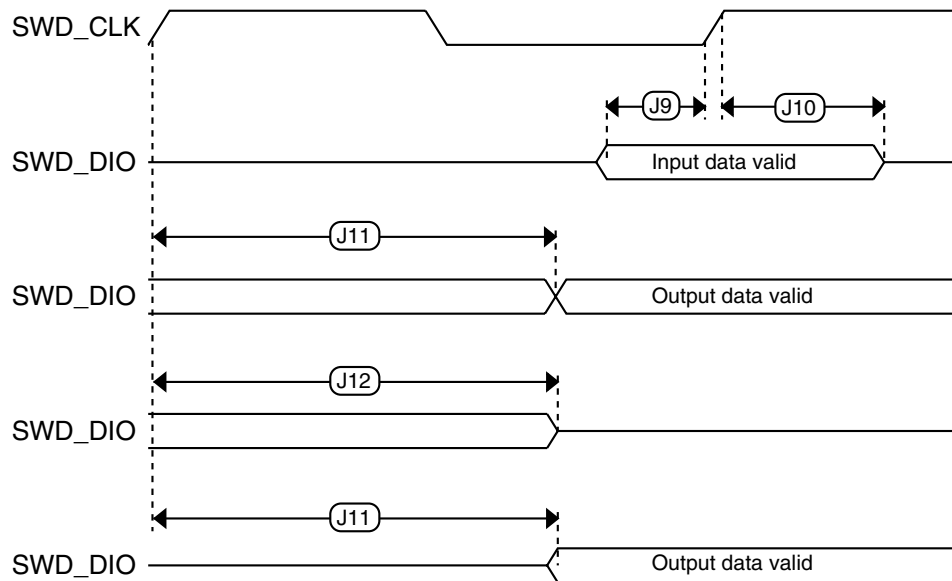 SWD_CLK
J9
J10
SWD_DIO
Input data valid
J11
SWD_DIO
Output data valid
J12
SWD_DIO
J11
SWD_DIO
Output data valid